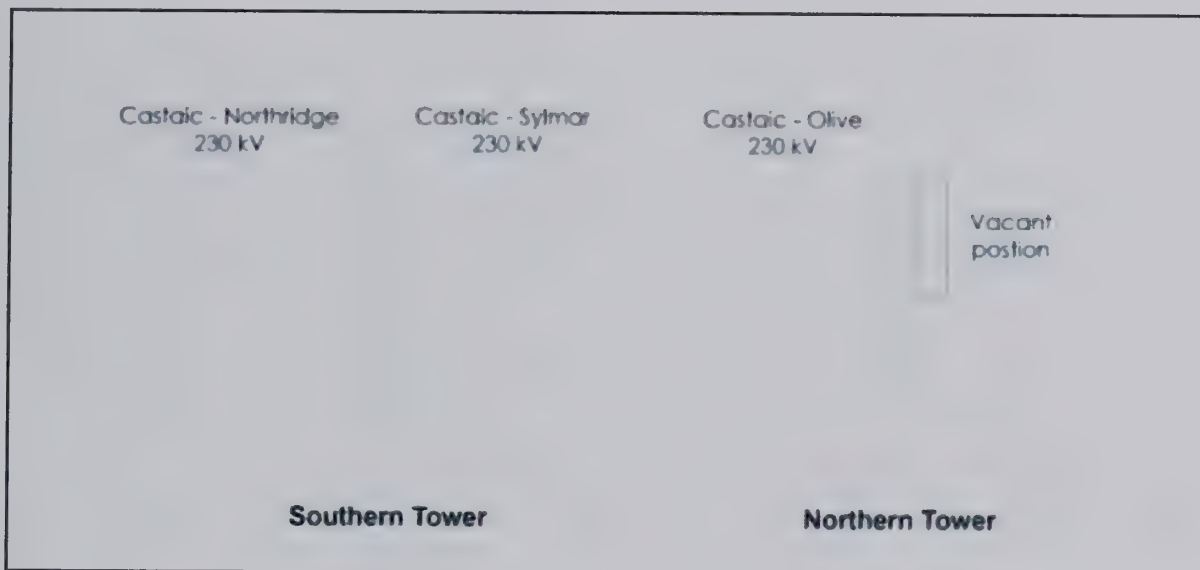 Castaic - Northridge
230 kV
Castaic - Sylmar
230 kV
Castaic - Olive
230 kV
Vacant
postion
Southern Tower
Northern Tower